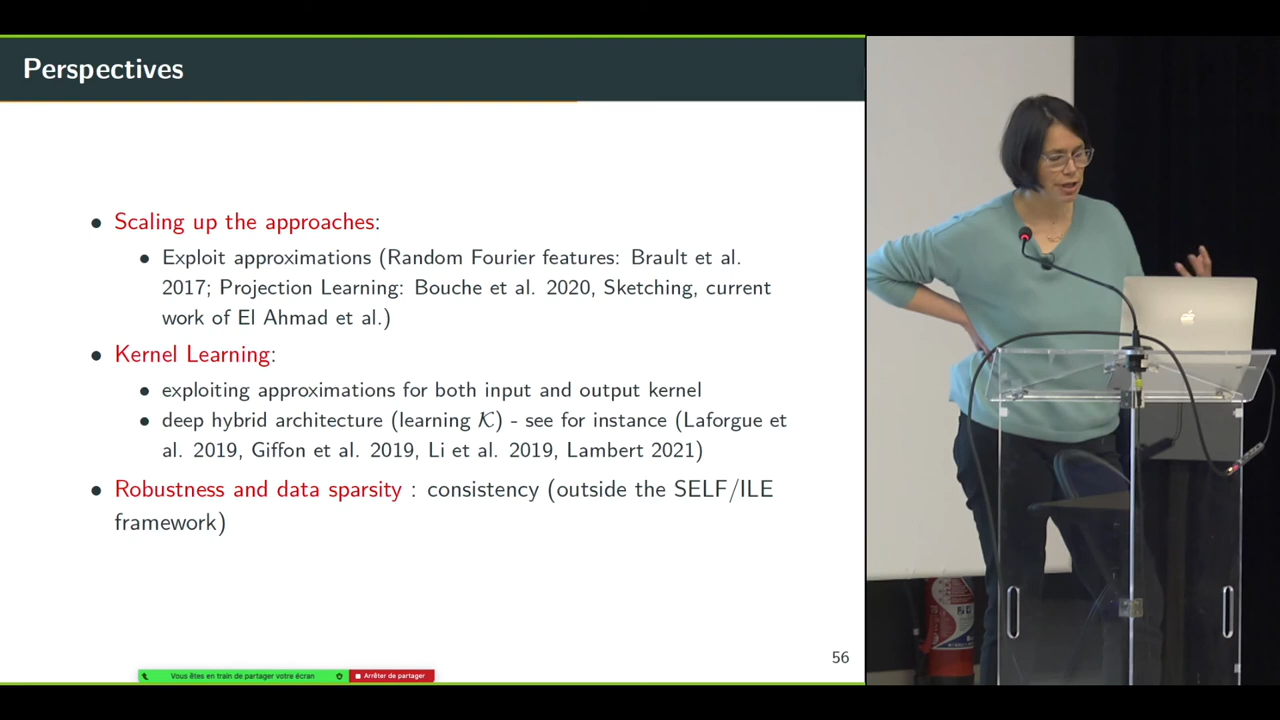 Perspectives
• Scaling up the approaches:
• Exploit approximations (Random Fourier features: Brault et al.
2017; Projection Learning: Bouche et al. 2020, Sketching, current
work of El Ahmad et al.)
• Kernel Learning:
• exploiting approximations for both input and output kernel
• deep hybrid architecture (learning 𝒦) - see for instance (Laforgue et
al. 2019, Giffon et al. 2019, Li et al. 2019, Lambert 2021)
• Robustness and data sparsity : consistency (outside the SELF/ILE
framework)
56
Vous êtes en train de partager votre écran
Arrêter de partager